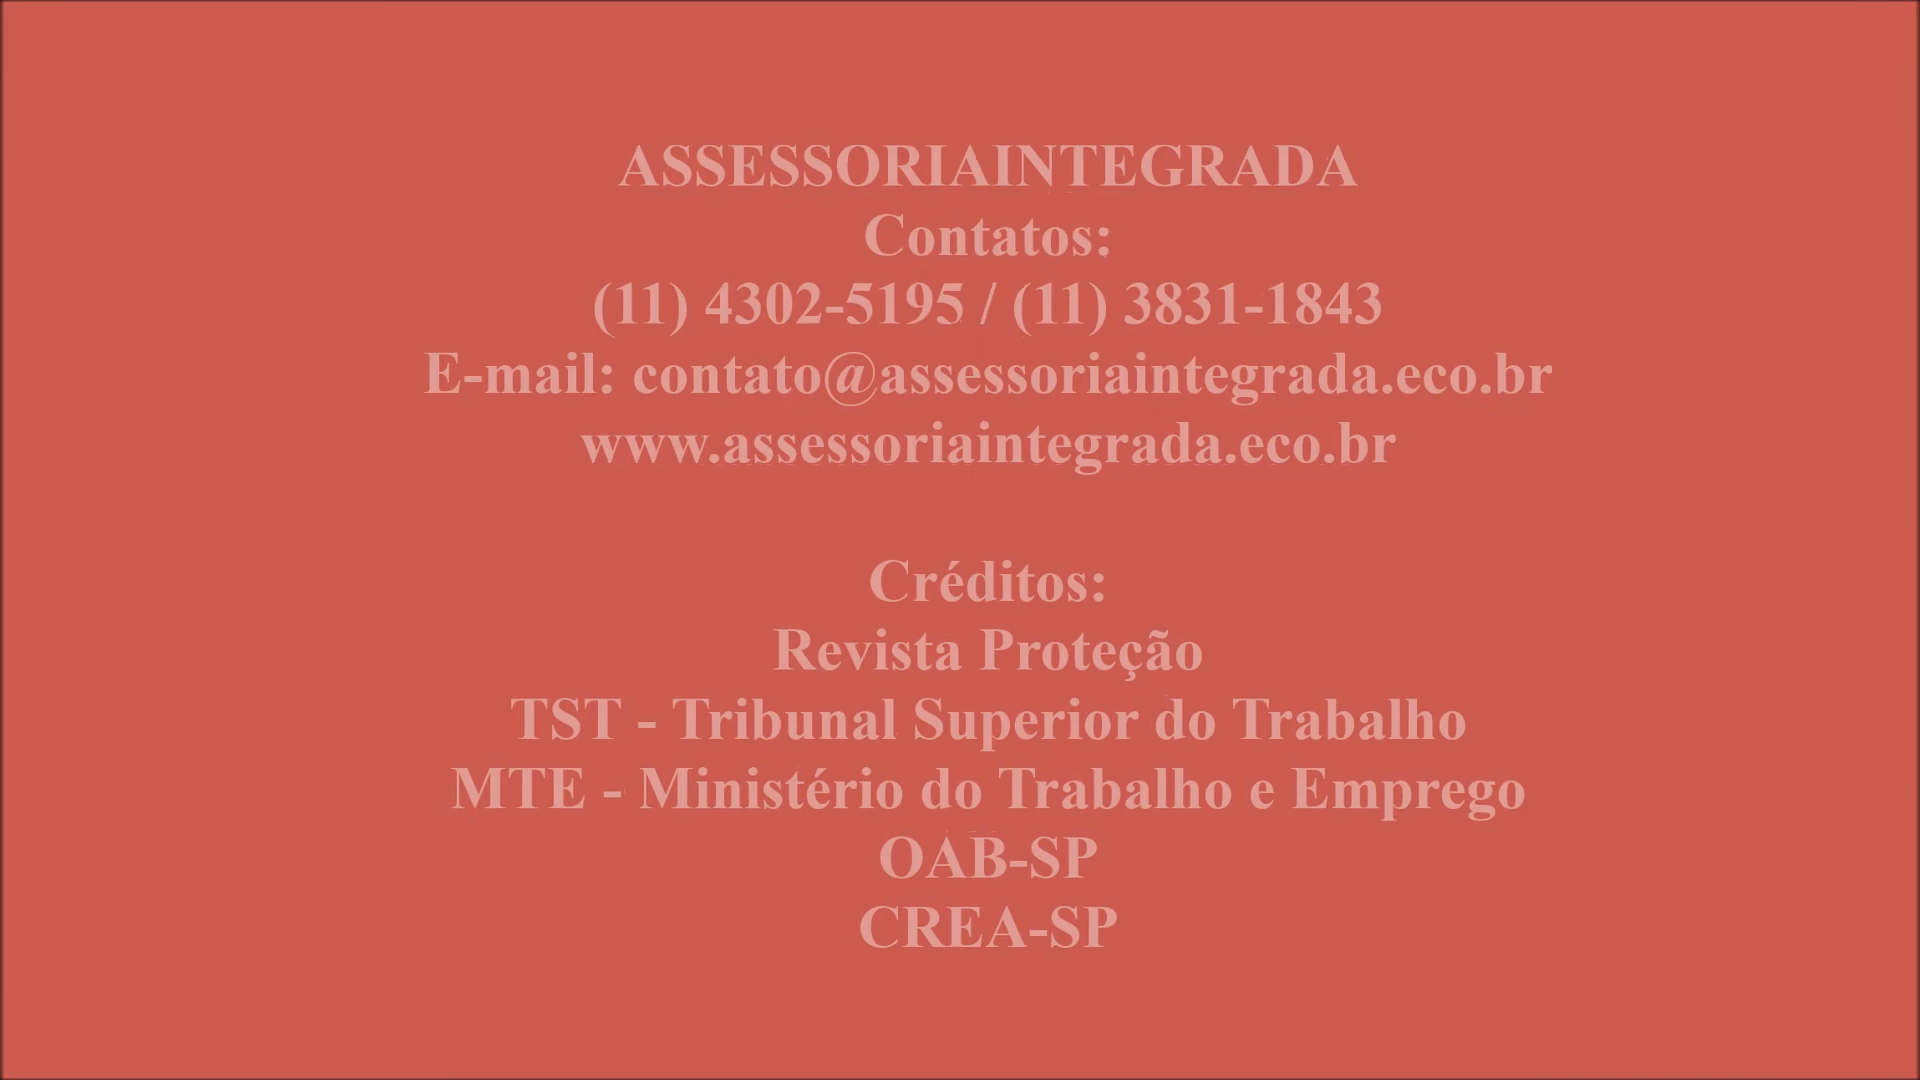 ASSESSORIAINTEGRADA
Contatos:
(11) 4302-5195 / (11) 3831-1843
E-mail: contato@assessoriaintegrada.eco.br
www.assessoriaintegrada.eco.br
Créditos:
Revista Proteção
TST - Tribunal Superior do Trabalho
MTE - Ministério do Trabalho e Emprego
OAB-SP
CREA-SP